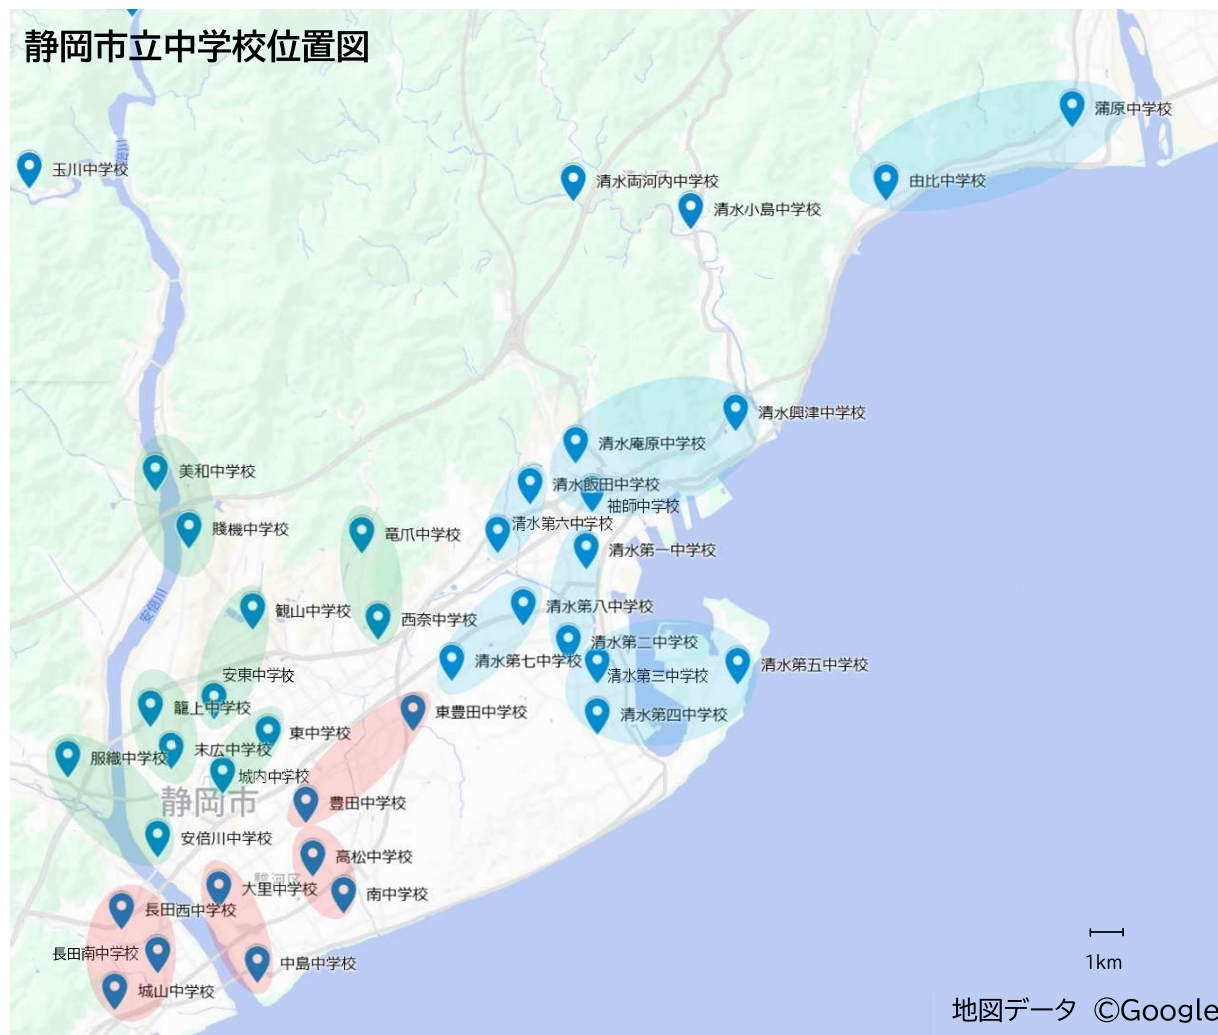 静岡市立中学校位置図
蒲原中学校
玉川中学校
清水両河内中学校
由比中学校
清水小島中学校
清水興津中学校
清水庵原中学校
美和中学校
清水飯田中学校
袖師中学校
清水第六中学校
賤機中学校
竜爪中学校
清水第一中学校
安倍川
観山中学校
西奈中学校
清水第八中学校
清水第二中学校
清水第七中学校
清水第五中学校
清水第三中学校
安東中学校
籠上中学校
東豊田中学校
清水第四中学校
東中学校
末広中学校
服織中学校
城内中学校
静岡市
豊田中学校
安倍川中学校
高松中学校
駿河区
大里中学校
南中学校
長田西中学校
長田南中学校
中島中学校
城山中学校
1km
地図データ ©Google